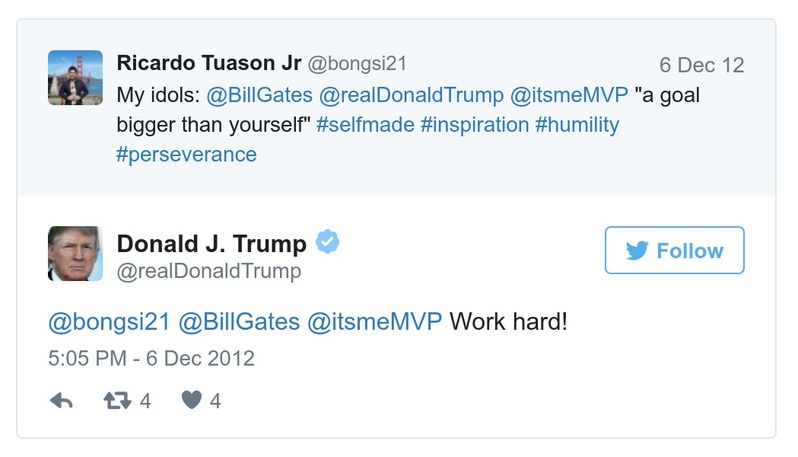 Ricardo Tuason Jr @bongsi21 6 Dec 12
My idols: @BillGates @realDonaldTrump @itsmeMVP "a goal
bigger than yourself" #selfmade #inspiration #humility
#perseverance
Donald J. Trump
@realDonaldTrump
Follow
@bongsi21 @BillGates @itsmeMVP Work hard!
5:05 PM - 6 Dec 2012
4 4